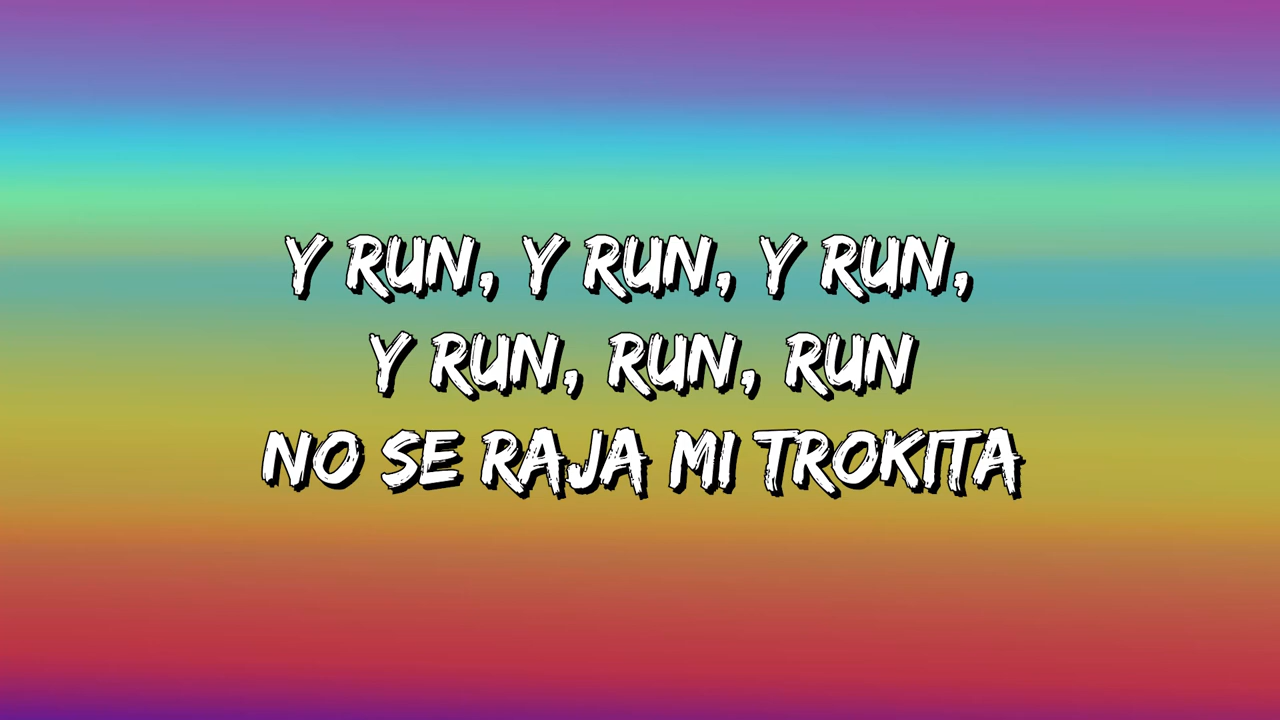 Y RUN, Y RUN, Y RUN,
Y RUN, RUN, RUN
NO SE RAJA MI TROKITA